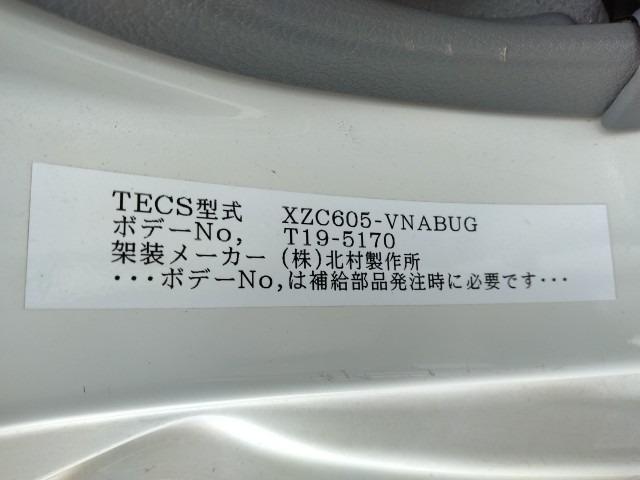 TECS型式 XZC605-VNABUG
ボデーNo, T19-5170
架装メーカー (株)北村製作所
・・・ボデーNo,は補給部品発注時に必要です・・・